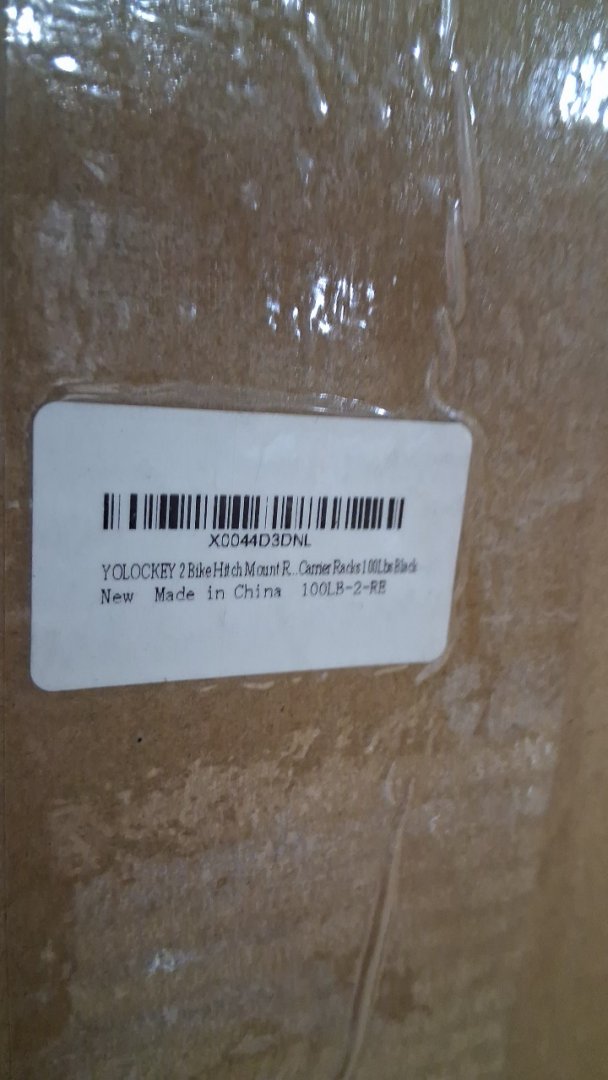 X0044D3DNL
YOLOCKEY 2 Bike Hitch Mount R...Carrier Racks 100Lbs Black
New Made in China 100LB-2-RE